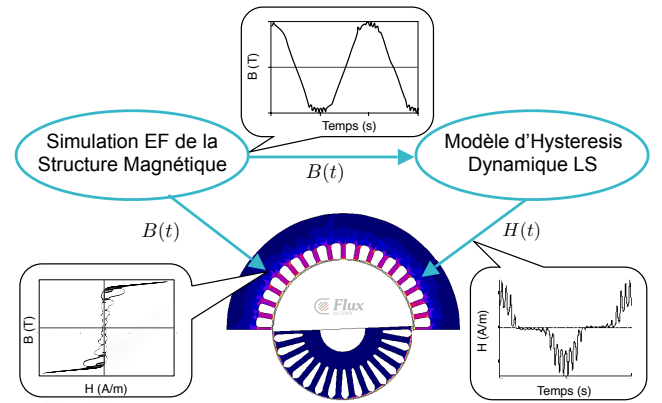 B (T)
Temps (s)
Simulation EF de la
Structure Magnétique
Modèle d'Hysteresis
Dynamique LS
B(t)
B(t)
H(t)
Flux
B (T)
H (A/m)
H (A/m)
Temps (s)